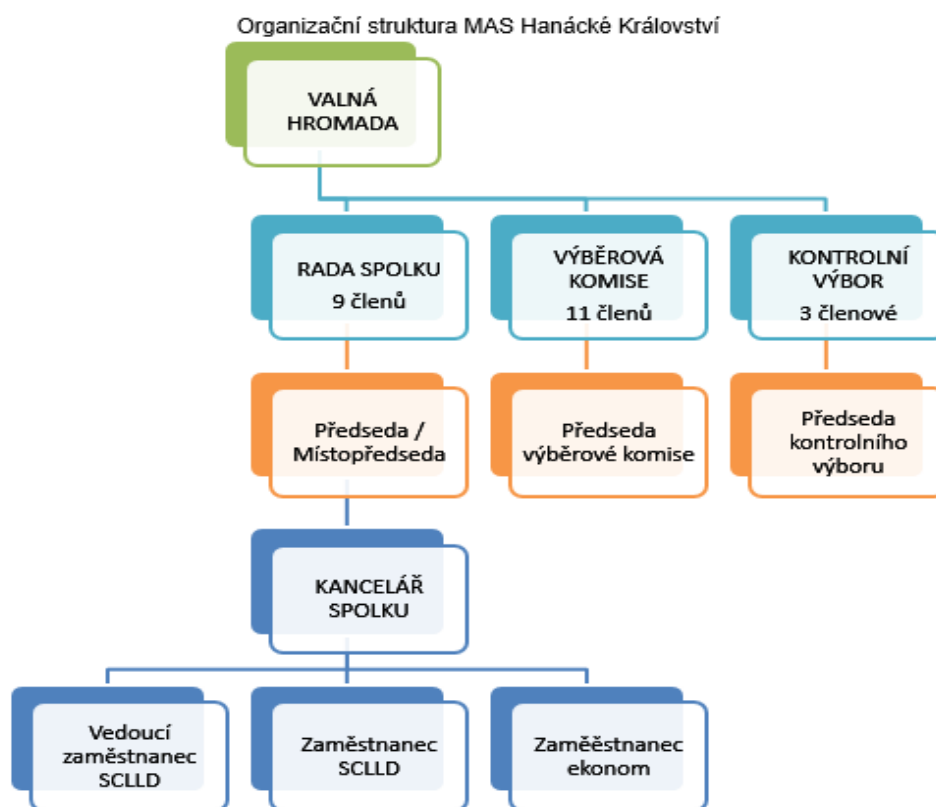 Organizační struktura MAS Hanácké Království
VALNÁ
HROMADA
RADA SPOLKU
9 členů
VÝBĚROVÁ
KOMISE
11 členů
KONTROLNÍ
VÝBOR
3 členové
Předseda /
Místopředseda
Předseda
výběrové komise
Předseda
kontrolního
výboru
KANCELÁŘ
SPOLKU
Vedoucí
zaměstnanec
SCLLD
Zaměstnanec
SCLLD
Zaměěstnanec
ekonom